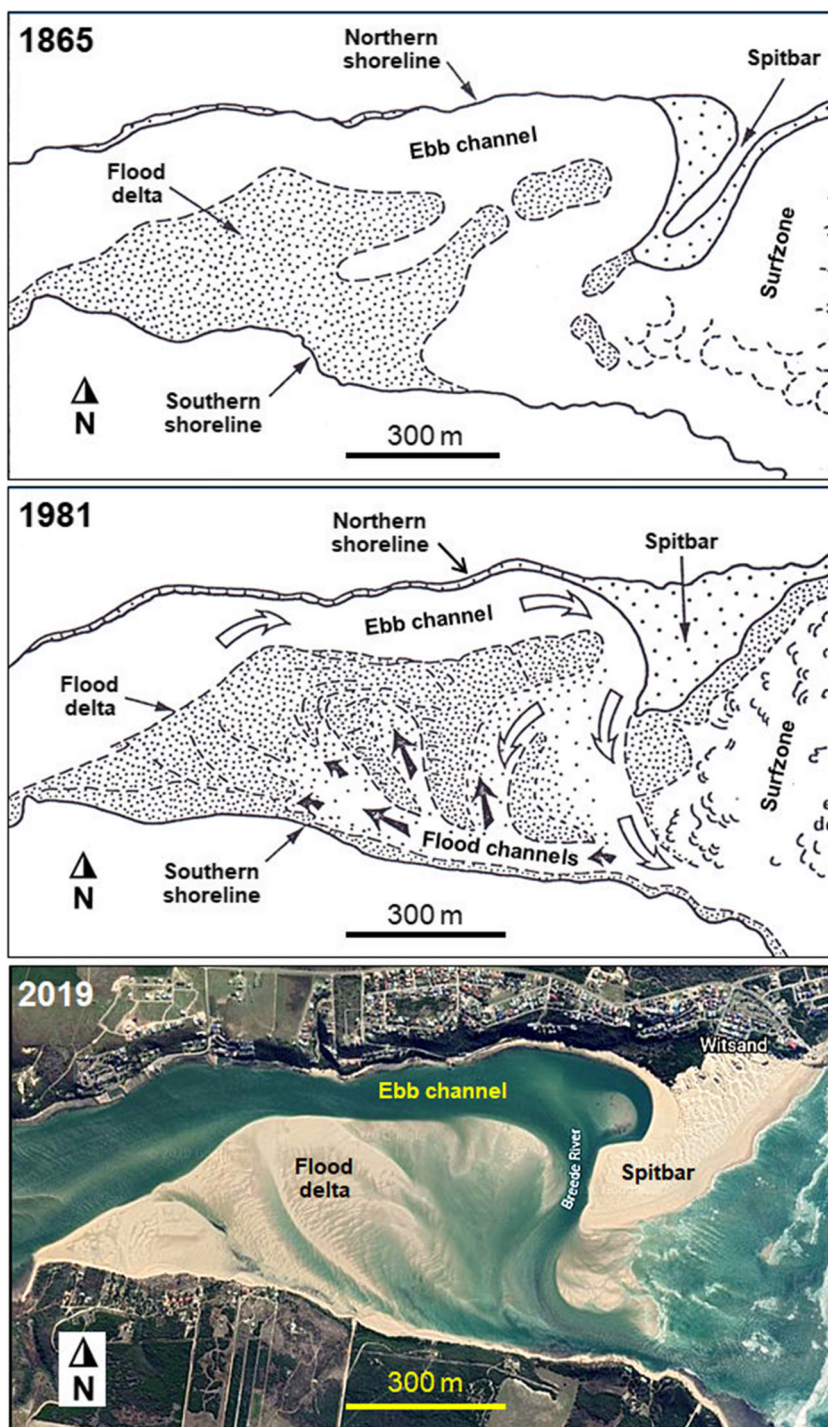 1865
Northern
shoreline
Spitbar
Ebb channel
Flood
delta
Surfzone
Southern
shoreline
N
300 m
1981
Northern
shoreline
Spitbar
Ebb channel
Flood
delta
Surfzone
Flood channels
Southern
shoreline
N
300 m
2019
Witsand
Ebb channel
Breede River
Flood
delta
Spitbar
N
300 m